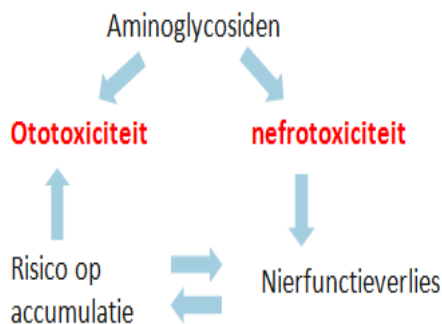 Aminoglycosiden
Ototoxiciteit
nefrotoxiciteit
Risico op
accumulatie
Nierfunctieverlies